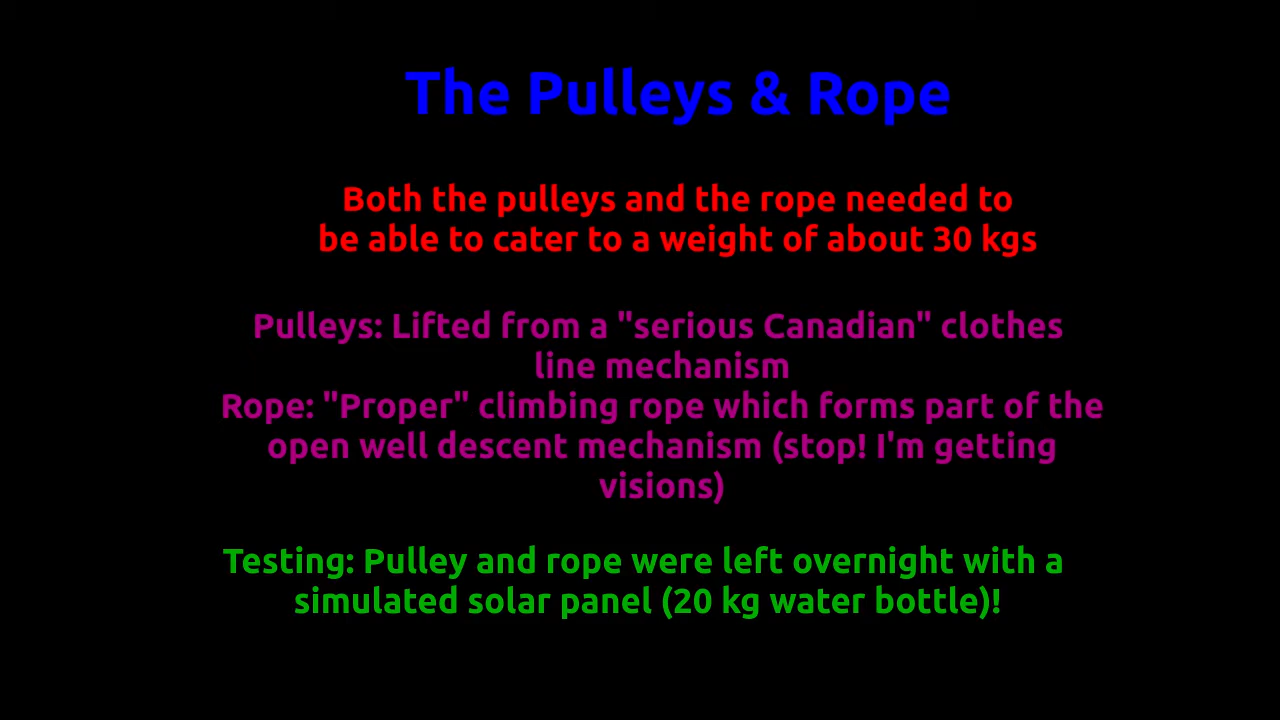 The Pulleys & Rope
Both the pulleys and the rope needed to
be able to cater to a weight of about 30 kgs
Pulleys: Lifted from a "serious Canadian" clothes
line mechanism
Rope: "Proper" climbing rope which forms part of the
open well descent mechanism (stop! I'm getting
visions)
Testing: Pulley and rope were left overnight with a
simulated solar panel (20 kg water bottle)!